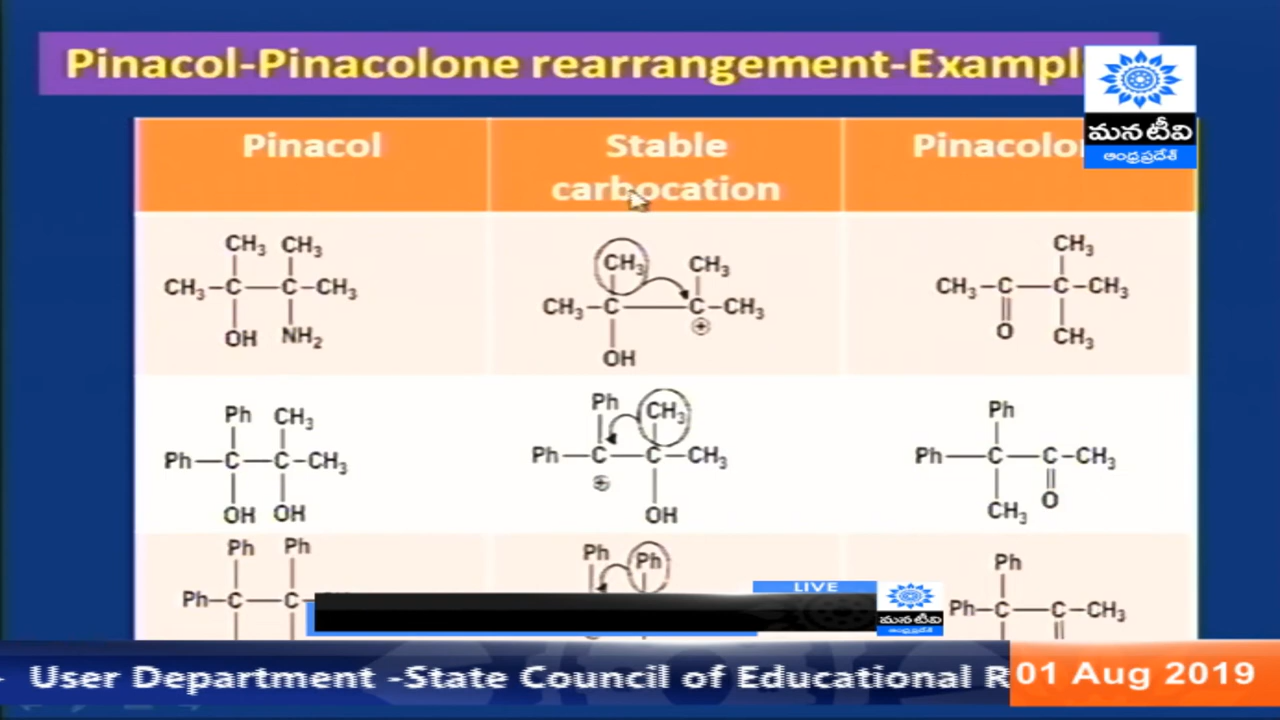 Pinacol-Pinacolone rearrangement-Exampl
మన టీవి
ఆంధ్రప్రదేశ్
Pinacol
Stable
carbocation
Pinacolo
CH3 CH3
CH3-C-C-CH3
OH NH2
CH3 CH3
CH3-C-C-CH3
⊕
OH
CH3
CH3-C-C-CH3
O CH3
Ph CH3
Ph-C-C-CH3
OH OH
Ph CH3
Ph-C-C-CH3
⊕
OH
Ph
Ph-C-C-CH3
CH3 O
Ph Ph
Ph-C-C-
Ph Ph
Ph
Ph-C-C-CH3
LIVE
మన టీవి
ఆంధ్రప్రదేశ్
User Department -State Council of Educational R
01 Aug 2019